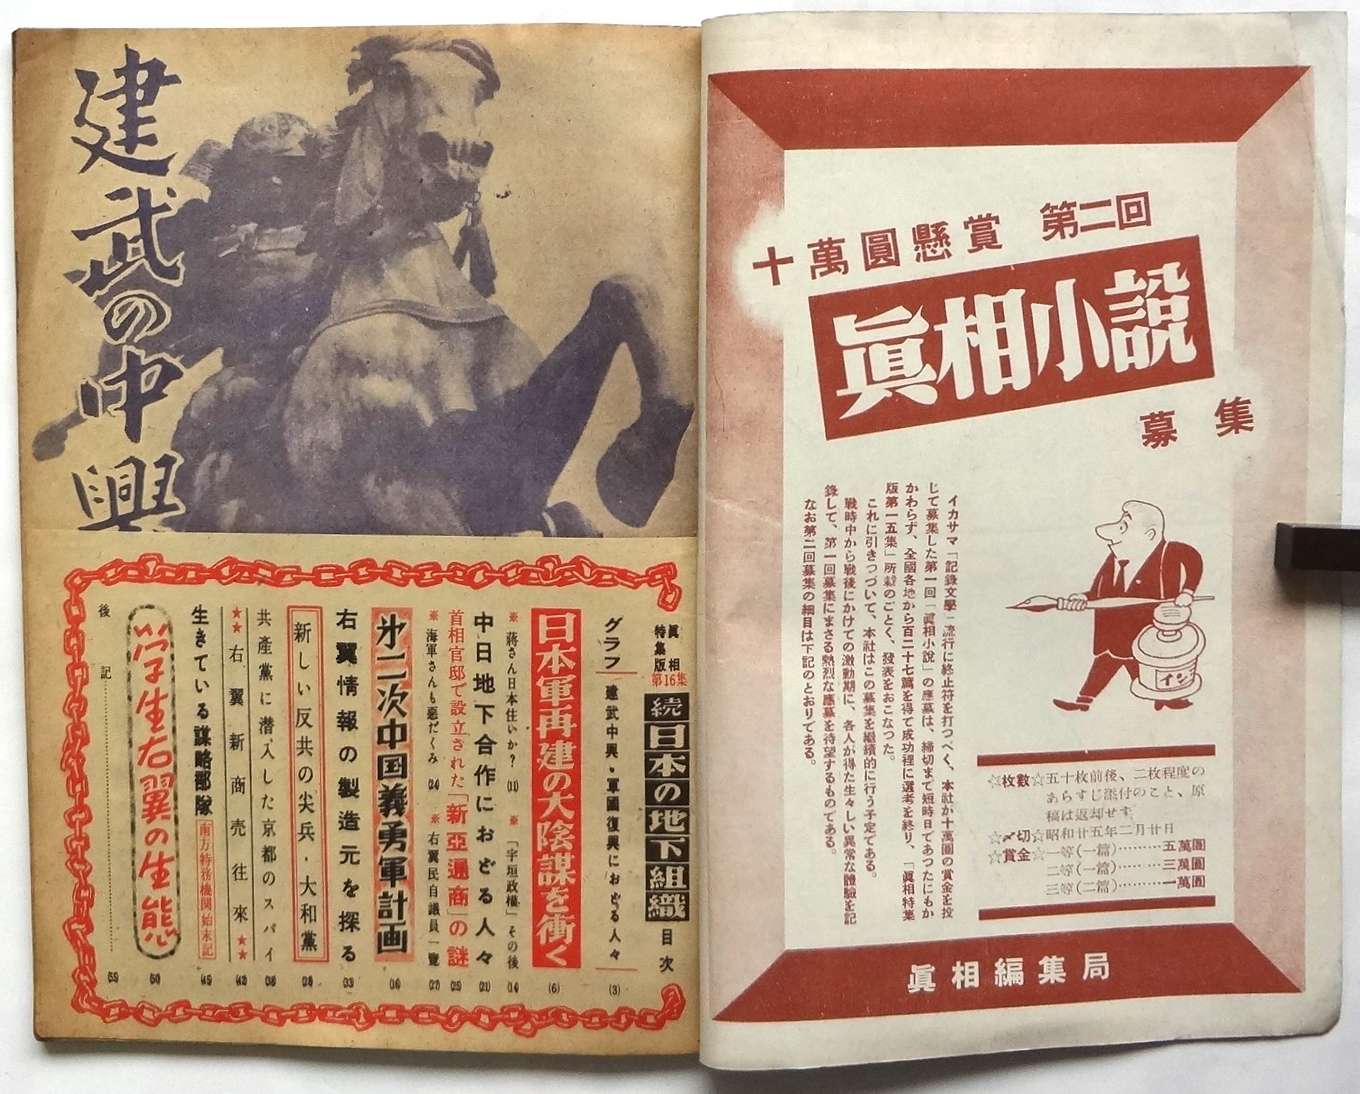 十萬圓懸賞 第二回
眞相小説
募集
イカサマ「記錄文學」流行に終止符を打つべく、本社が十萬圓の賞金を投
じて募集した第一回「眞相小說」の應募は、締切まで短時日であつたにもか
かわらず、全國各地から百二十七篇を得て成功裡に選考を終り、「眞相特集
版第一五集」所載のごとく、發表をおこなつた。
これに引きつづいて、本社はこの募集を繼續的に行う予定である。
戰時中から戰後にかけての激動期に、各人が得た生々しい異常な體驗を記
錄して、第一回募集にまさる熱烈な應募を待望するものである。
なお第二回募集の細目は下記のとおりである。
インキ
☆枚數☆五十枚前後、二枚程度の
あらすじ添付のこと、原
稿は返却せず
☆〆切☆昭和廿五年二月廿日
☆賞金☆一等(一篇)………五萬圓
二等(一篇)………三萬圓
三等(二篇)………一萬圓
眞相編集局
建武の中興
眞相
特集版
第16集
続日本の地下組織
目次
グラフ 建武中興・軍國復興におどる人々 (3)
日本軍再建の大陰謀を衝く (6)
※ 蔣さん日本住いか? (11) ※ 「宇垣政權」その後 (14)
中日地下合作におどる人々 (21)
首相官邸で設立された「新亞通商」の謎 (25)
※ 海軍さんも惡だくみ (24) ※ 右翼民自議員一覽 (27)
第二次中国義勇軍計画 (16)
右翼情報の製造元を探る (33)
新しい反共の尖兵・大和黨 (28)
共產黨に潜入した京都のスパイ (38)
★★右翼新商売往來★★ (42)
生きている謀略部隊 南方特務機関始末記 (45)
学生右翼の生態 (50)
後記 (55)